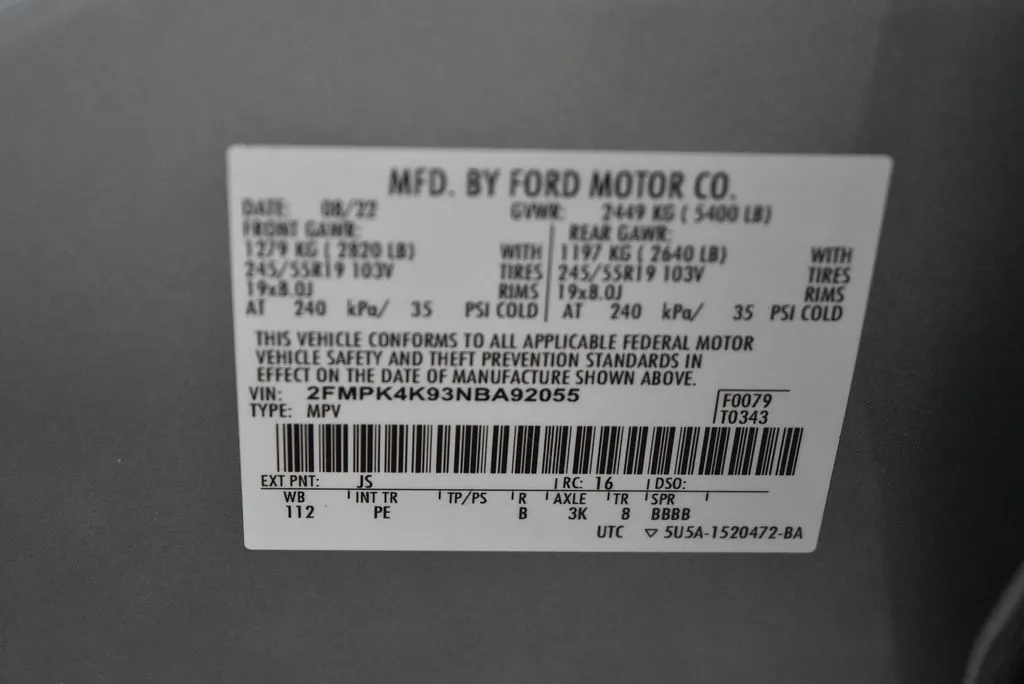 MFD. BY FORD MOTOR CO.
DATE: 08/22 GVWR: 2449 KG ( 5400 LB)
FRONT GAWR: REAR GAWR:
1279 KG ( 2820 LB) WITH 1197 KG ( 2640 LB) WITH
245/55R19 103V TIRES 245/55R19 103V TIRES
19x8.0J RIMS 19x8.0J RIMS
AT 240 kPa/ 35 PSI COLD AT 240 kPa/ 35 PSI COLD
THIS VEHICLE CONFORMS TO ALL APPLICABLE FEDERAL MOTOR
VEHICLE SAFETY AND THEFT PREVENTION STANDARDS IN
EFFECT ON THE DATE OF MANUFACTURE SHOWN ABOVE.
VIN: 2FMPK4K93NBA92055 F0079
TYPE: MPV T0343
EXT PNT: JS RC: 16 DSO:
WB INT TR TP/PS R AXLE TR SPR
112 PE B 3K 8 BBBB
UTC ▽ 5U5A-1520472-BA